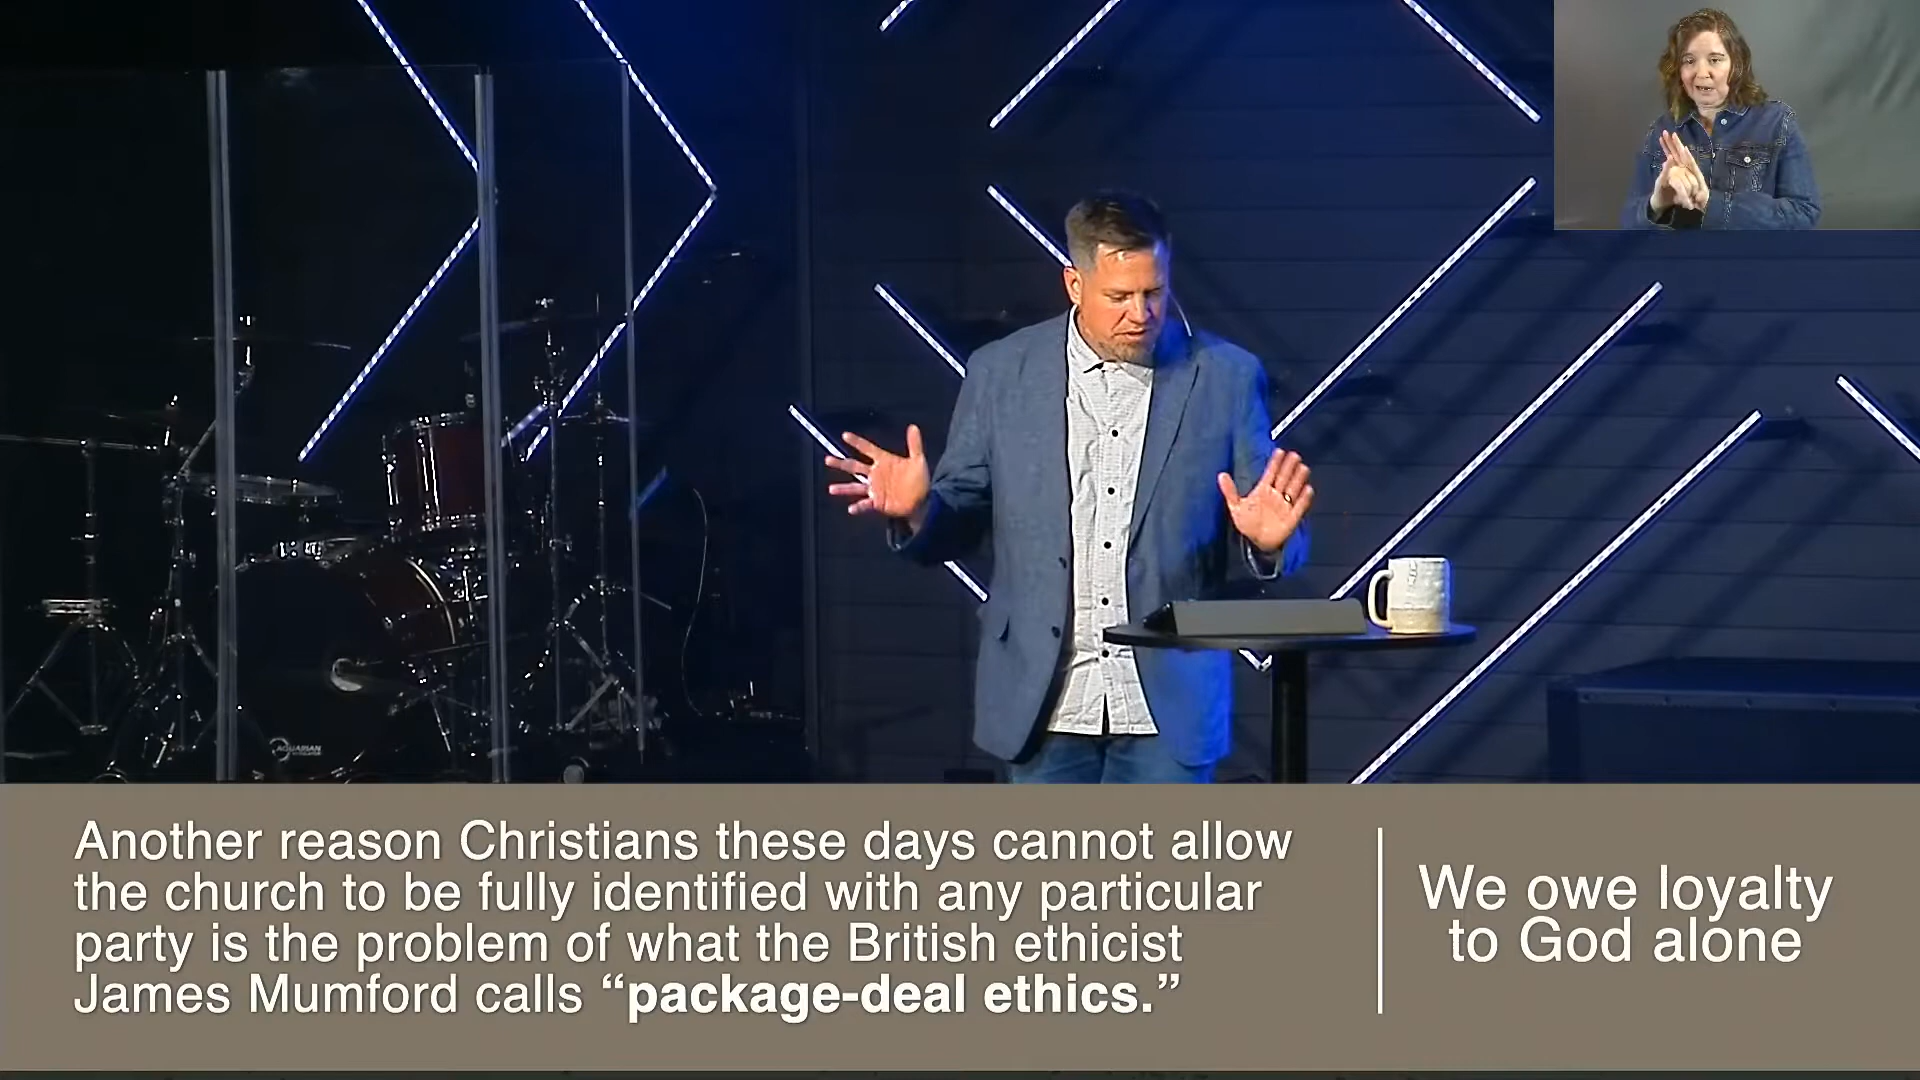 AQUARIAN
Another reason Christians these days cannot allow
the church to be fully identified with any particular
party is the problem of what the British ethicist
James Mumford calls “package-deal ethics.”
We owe loyalty
to God alone